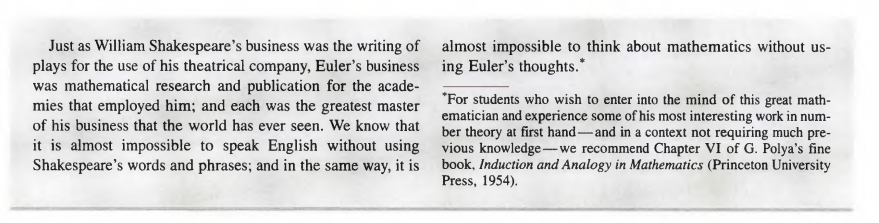 Just as William Shakespeare's business was the writing of
plays for the use of his theatrical company, Euler's business
was mathematical research and publication for the acade-
mies that employed him; and each was the greatest master
of his business that the world has ever seen. We know that
it is almost impossible to speak English without using
Shakespeare's words and phrases; and in the same way, it is
almost impossible to think about mathematics without us-
ing Euler's thoughts.*
*For students who wish to enter into the mind of this great math-
ematician and experience some of his most interesting work in num-
ber theory at first hand—and in a context not requiring much pre-
vious knowledge—we recommend Chapter VI of G. Polya's fine
book, Induction and Analogy in Mathematics (Princeton University
Press, 1954).